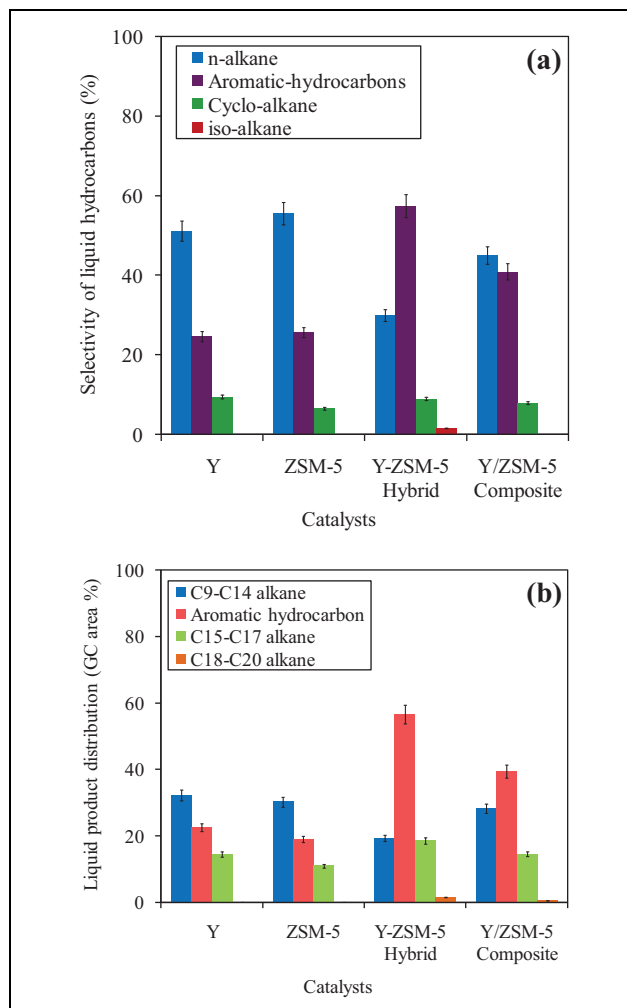 100
80
60
40
20
0
Selectivity of liquid hydrocarbons (%)
n-alkane
Aromatic-hydrocarbons
Cyclo-alkane
iso-alkane
(a)
Y
ZSM-5
Y-ZSM-5
Hybrid
Y/ZSM-5
Composite
Catalysts
100
80
60
40
20
0
Liquid product distribution (GC area %)
C9-C14 alkane
Aromatic hydrocarbon
C15-C17 alkane
C18-C20 alkane
(b)
Y
ZSM-5
Y-ZSM-5
Hybrid
Y/ZSM-5
Composite
Catalysts